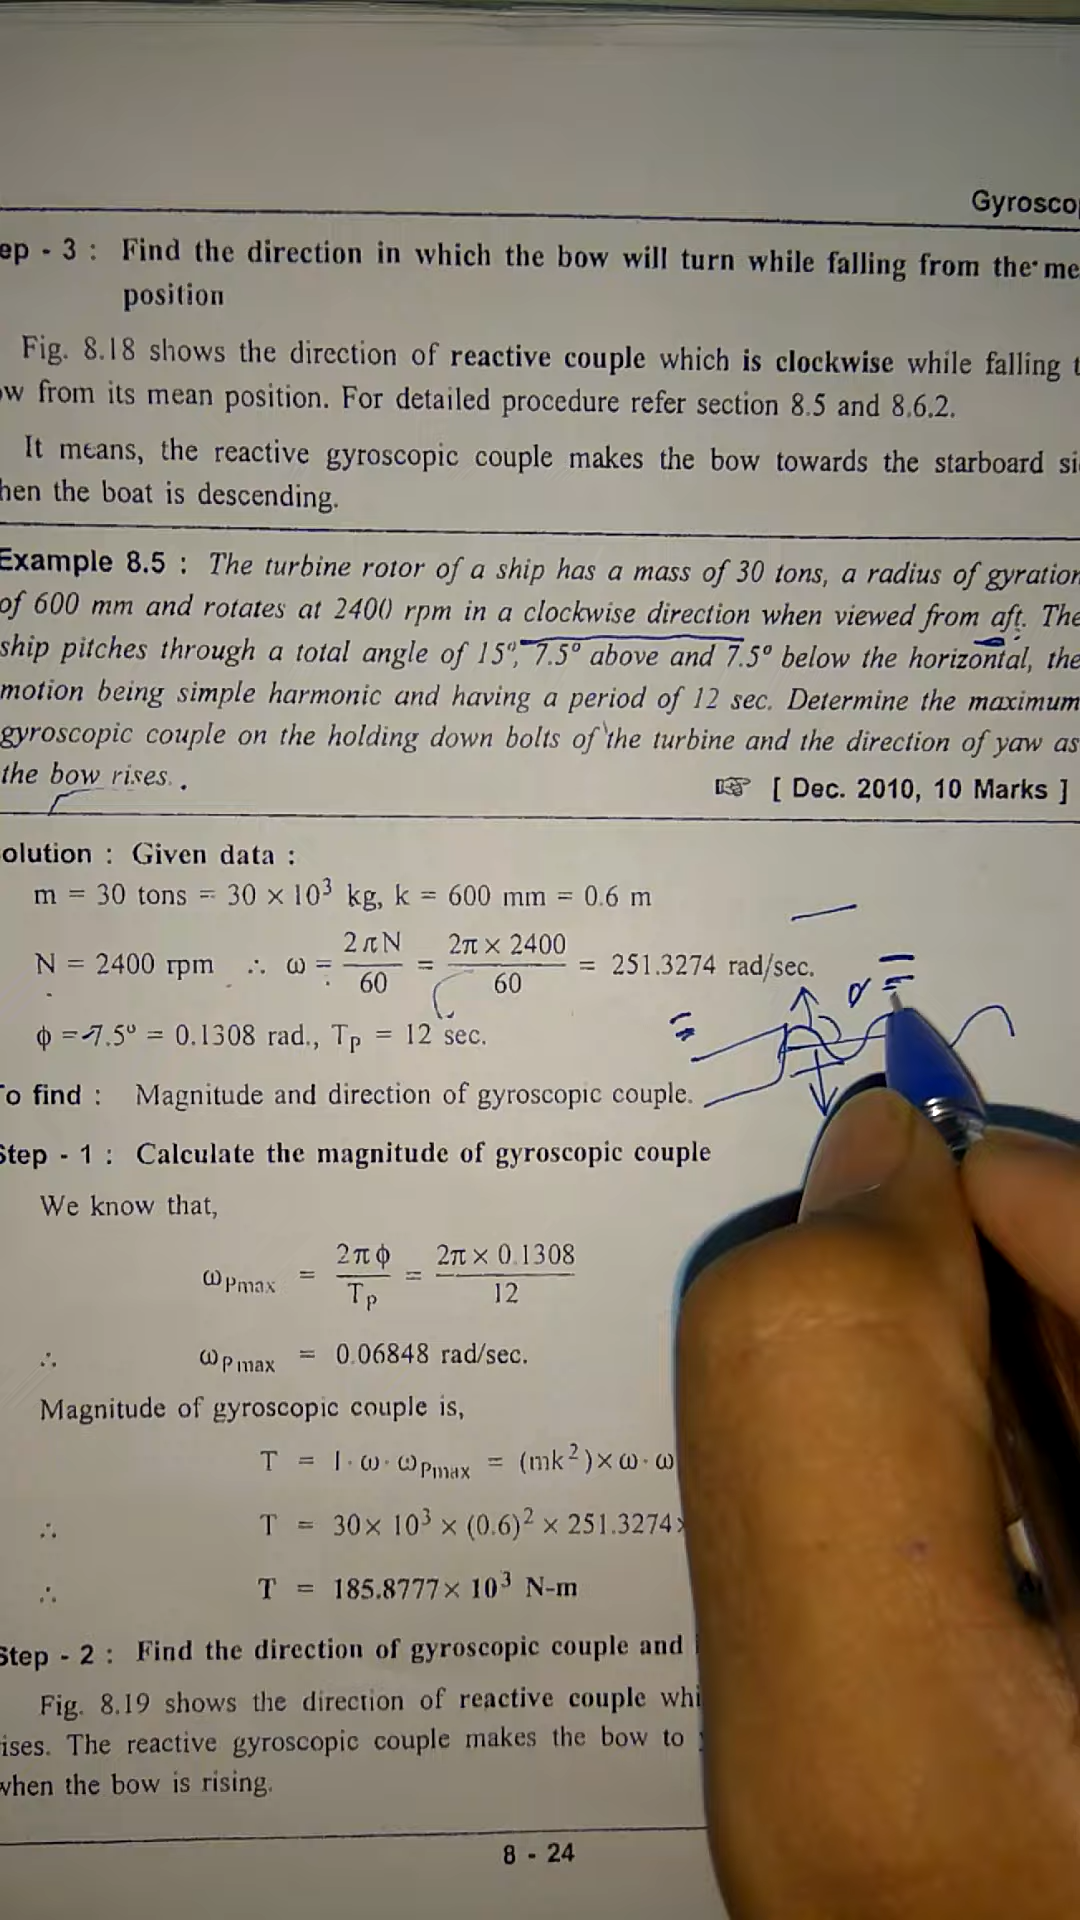 Gyrosco
ep - 3 : Find the direction in which the bow will turn while falling from the me
position
Fig. 8.18 shows the direction of reactive couple which is clockwise while falling t
ow from its mean position. For detailed procedure refer section 8.5 and 8.6.2.
It means, the reactive gyroscopic couple makes the bow towards the starboard si
hen the boat is descending.
Example 8.5 : The turbine rotor of a ship has a mass of 30 tons, a radius of gyration
of 600 mm and rotates at 2400 rpm in a clockwise direction when viewed from aft. The
ship pitches through a total angle of 15º, 7.5º above and 7.5º below the horizontal, the
motion being simple harmonic and having a period of 12 sec. Determine the maximum
gyroscopic couple on the holding down bolts of the turbine and the direction of yaw as
the bow rises.
[ Dec. 2010, 10 Marks ]
olution : Given data :
m = 30 tons = 30 × 10³ kg, k = 600 mm = 0.6 m
N = 2400 rpm ∴ ω = 2πN / 60 = 2π × 2400 / 60 = 251.3274 rad/sec.
ϕ = 7.5º = 0.1308 rad., Tp = 12 sec.
To find : Magnitude and direction of gyroscopic couple.
Step - 1 : Calculate the magnitude of gyroscopic couple
We know that,
ωPmax = 2πϕ / Tp = 2π × 0.1308 / 12
∴ ωPmax = 0.06848 rad/sec.
Magnitude of gyroscopic couple is,
T = I · ω · ωPmax = (mk²) × ω · ω
∴ T = 30 × 10³ × (0.6)² × 251.3274 ×
∴ T = 185.8777 × 10³ N-m
Step - 2 : Find the direction of gyroscopic couple and
Fig. 8.19 shows the direction of reactive couple whi
ises. The reactive gyroscopic couple makes the bow to
when the bow is rising.
8 - 24